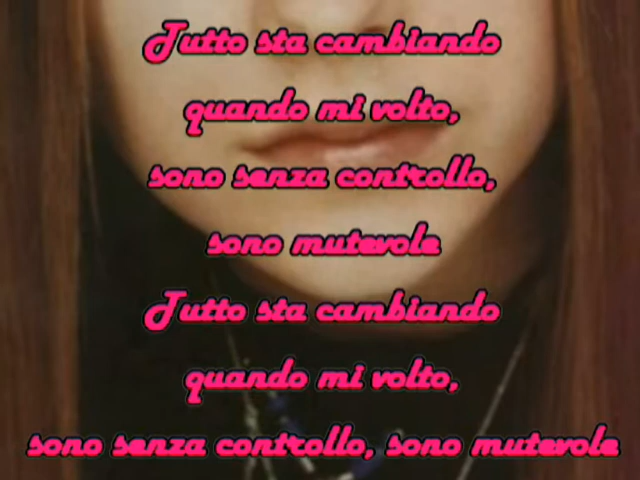 Tutto sta cambiando
quando mi volto,
sono senza controllo,
sono mutevole
Tutto sta cambiando
quando mi volto,
sono senza controllo, sono mutevole